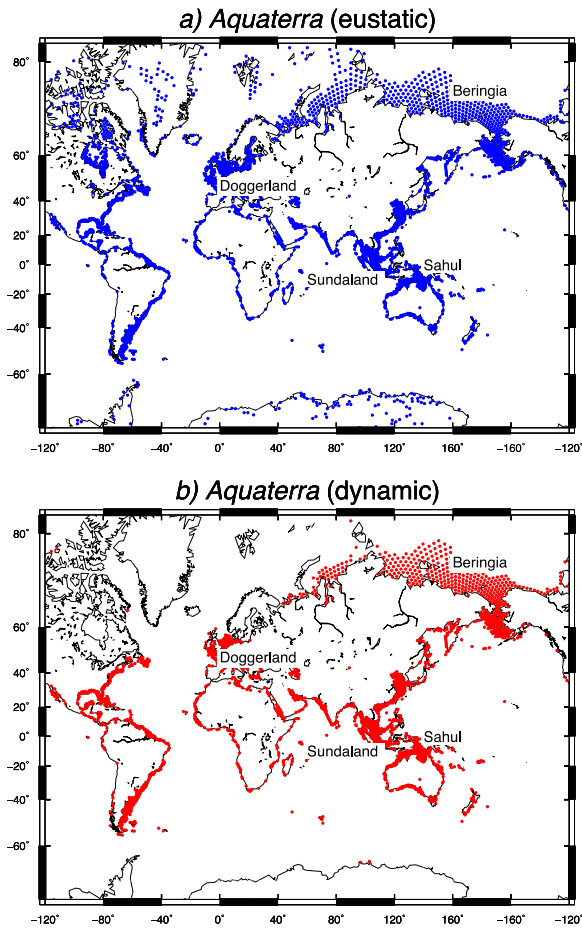 a) Aquaterra (eustatic)
80˚
Beringia
60˚
Doggerland
40˚
20˚
0˚
Sundaland
Sahul
−20˚
−40˚
−60˚
−120˚ −80˚ −40˚ 0˚ 40˚ 80˚ 120˚ 160˚ −160˚ −120˚
b) Aquaterra (dynamic)
80˚
Beringia
60˚
Doggerland
40˚
20˚
0˚
Sundaland
Sahul
−20˚
−40˚
−60˚
−120˚ −80˚ −40˚ 0˚ 40˚ 80˚ 120˚ 160˚ −160˚ −120˚